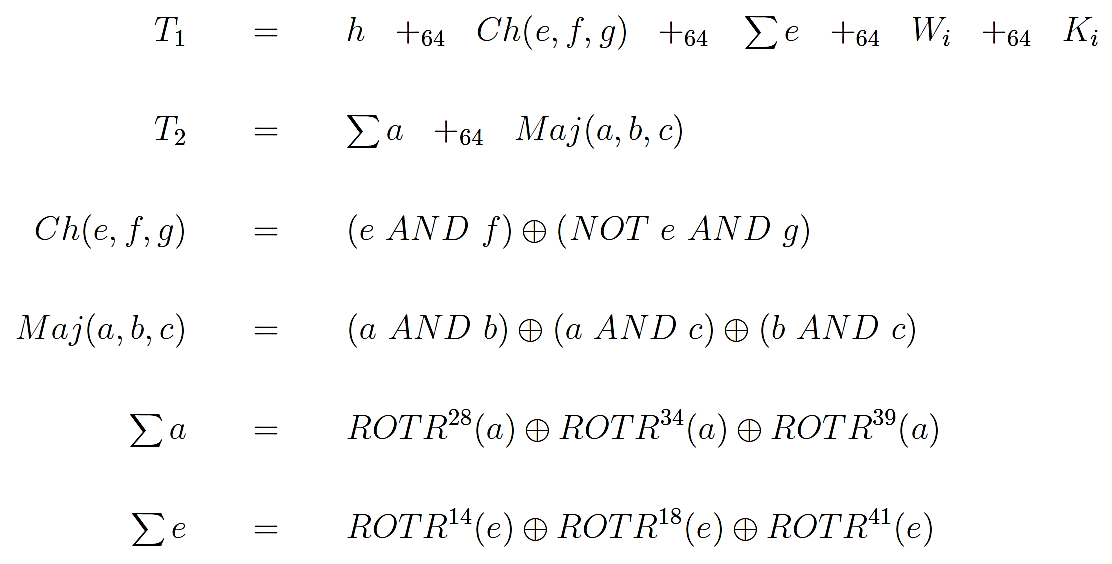 T₁ = h +₆₄ Ch(e, f, g) +₆₄ ∑ e +₆₄ Wᵢ +₆₄ Kᵢ
T₂ = ∑ a +₆₄ Maj(a, b, c)
Ch(e, f, g) = (e AND f) ⊕ (NOT e AND g)
Maj(a, b, c) = (a AND b) ⊕ (a AND c) ⊕ (b AND c)
∑ a = ROTR²⁸(a) ⊕ ROTR³⁴(a) ⊕ ROTR³⁹(a)
∑ e = ROTR¹⁴(e) ⊕ ROTR¹⁸(e) ⊕ ROTR⁴¹(e)